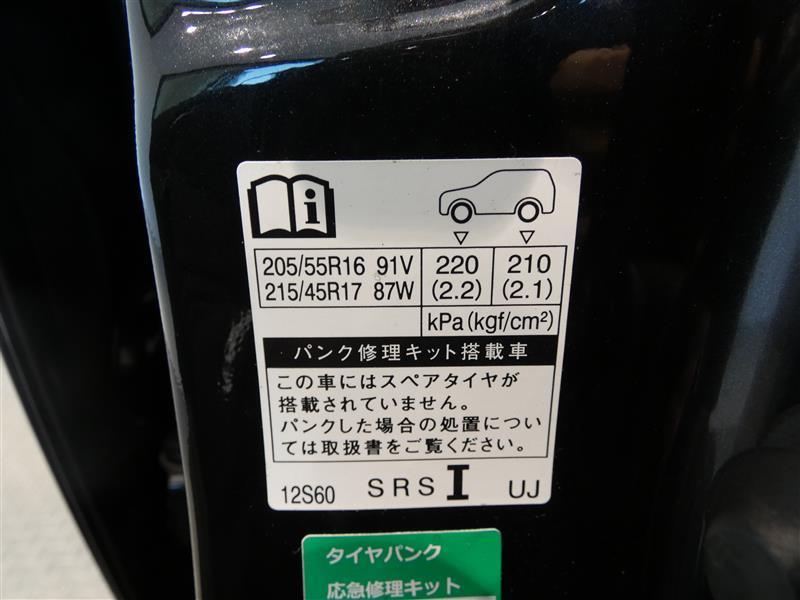 205/55R16 91V 220 210
215/45R17 87W (2.2) (2.1)
kPa(kgf/cm²)
パンク修理キット搭載車
この車にはスペアタイヤが
搭載されていません。
パンクした場合の処置につい
ては取扱書をご覧ください。
12S60 SRS I UJ
タイヤパンク
応急修理キット